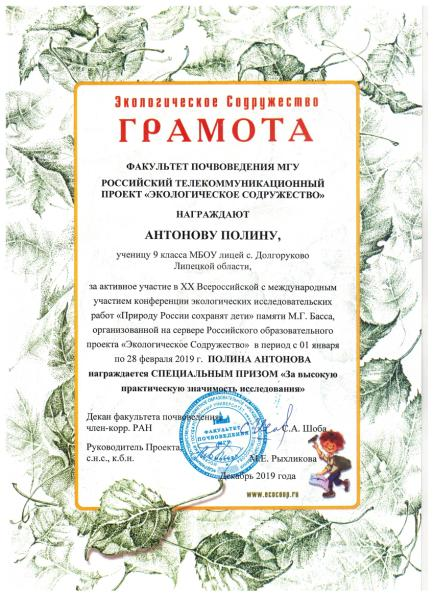 Экологическое Содружество
ГРАМОТА
ФАКУЛЬТЕТ ПОЧВОВЕДЕНИЯ МГУ
РОССИЙСКИЙ ТЕЛЕКОММУНИКАЦИОННЫЙ
ПРОЕКТ «ЭКОЛОГИЧЕСКОЕ СОДРУЖЕСТВО»
НАГРАЖДАЮТ
АНТОНОВУ ПОЛИНУ,
ученицу 9 класса МБОУ лицей с. Долгоруково
Липецкой области,
за активное участие в XX Всероссийской с международным
участием конференции экологических исследовательских
работ «Природу России сохранят дети» памяти М.Г. Басса,
организованной на сервере Российского образовательного
проекта «Экологическое Содружество» в период с 01 января
по 28 февраля 2019 г. ПОЛИНА АНТОНОВА
награждается СПЕЦИАЛЬНЫМ ПРИЗОМ «За высокую
практическую значимость исследования»
Декан факультета почвоведения,
член-корр. РАН С.А. Шоба
ФАКУЛЬТЕТ
ПОЧВОВЕДЕНИЯ
МГУ
Руководитель Проекта,
с.н.с., к.б.н. М.Е. Рыхликова
Декабрь 2019 года
www.ecocoop.ru